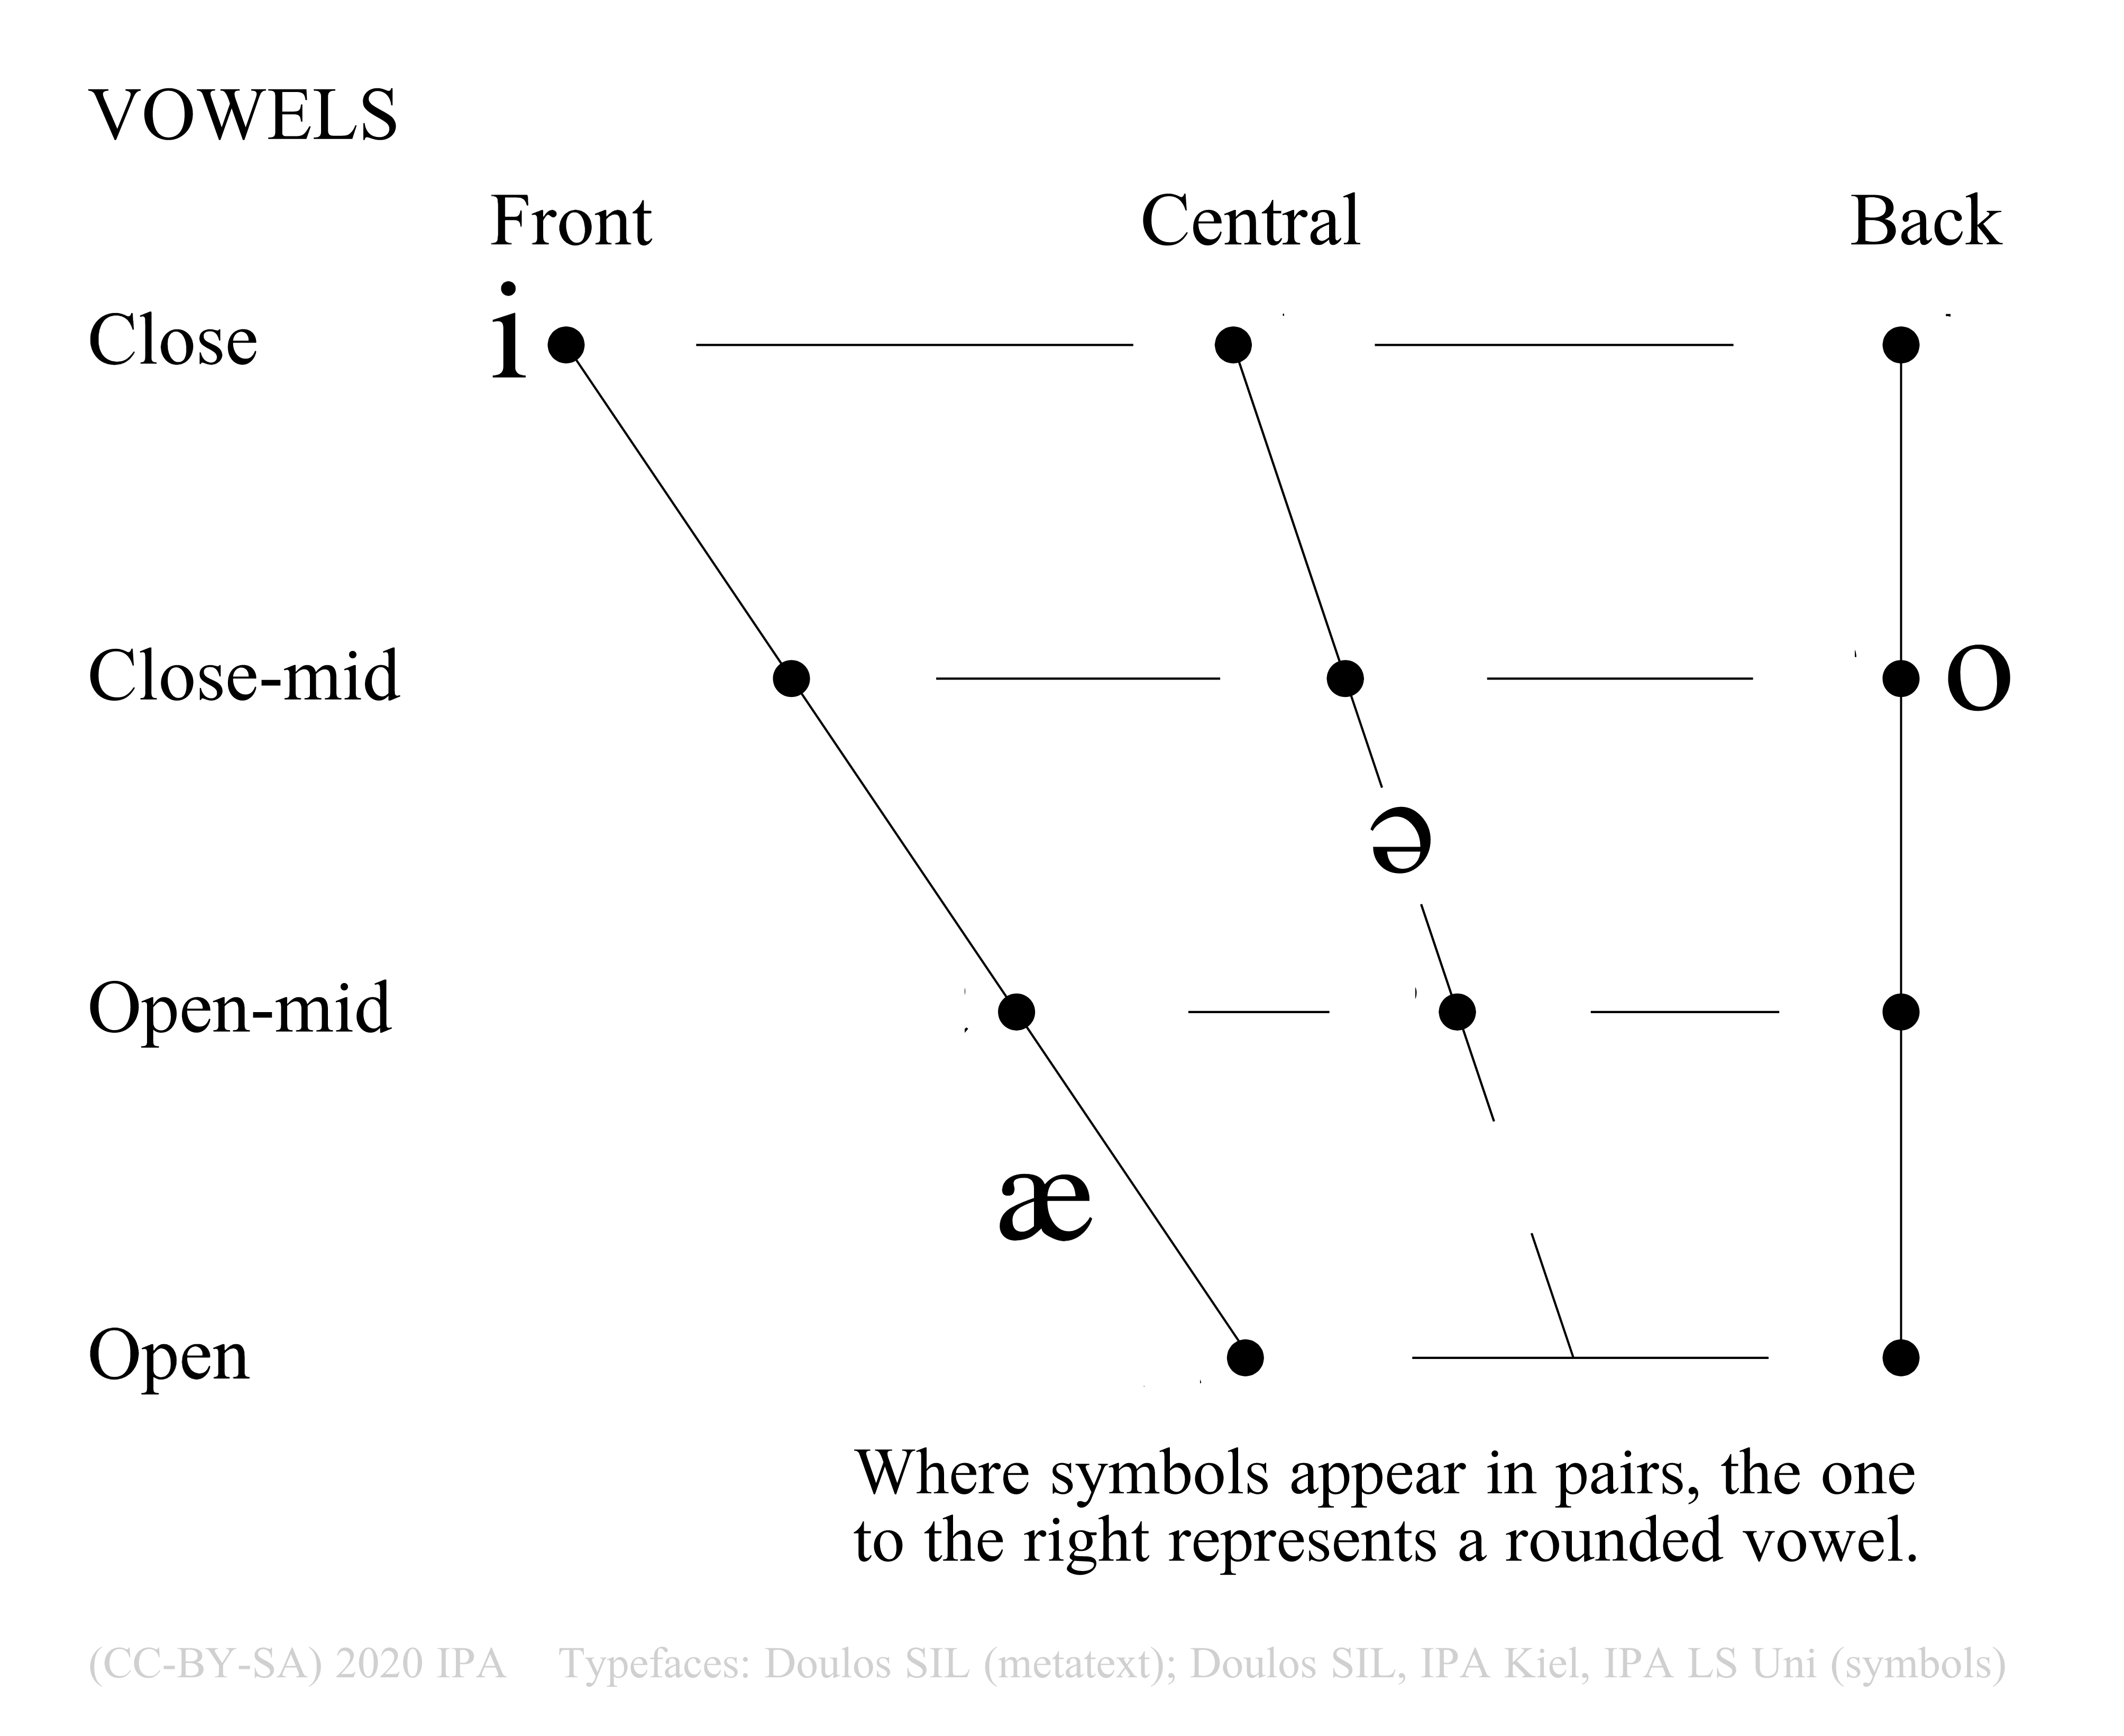 VOWELS
Front Central Back
Close i
Close-mid o
ə
Open-mid
æ
Open
Where symbols appear in pairs, the one
to the right represents a rounded vowel.
(CC-BY-SA) 2020 IPA Typefaces: Doulos SIL (metatext); Doulos SIL, IPA Kiel, IPA LS Uni (symbols)